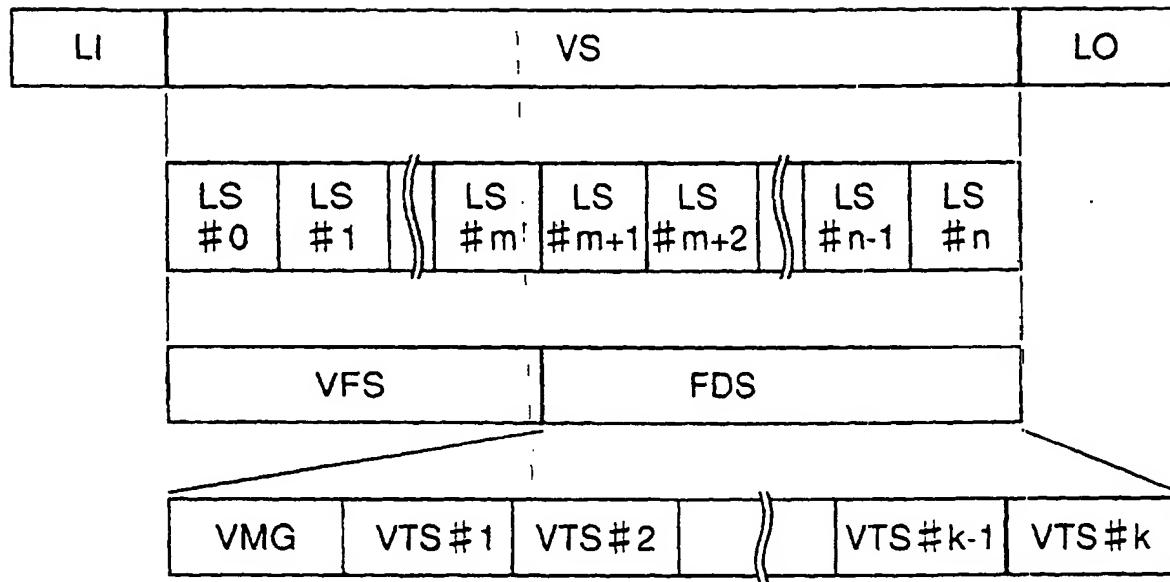 LI VS LO
LS LS LS LS LS LS LS
#0 #1 #m #m+1 #m+2 #n-1 #n
VFS FDS
VMG VTS#1 VTS#2 VTS#k-1 VTS#k